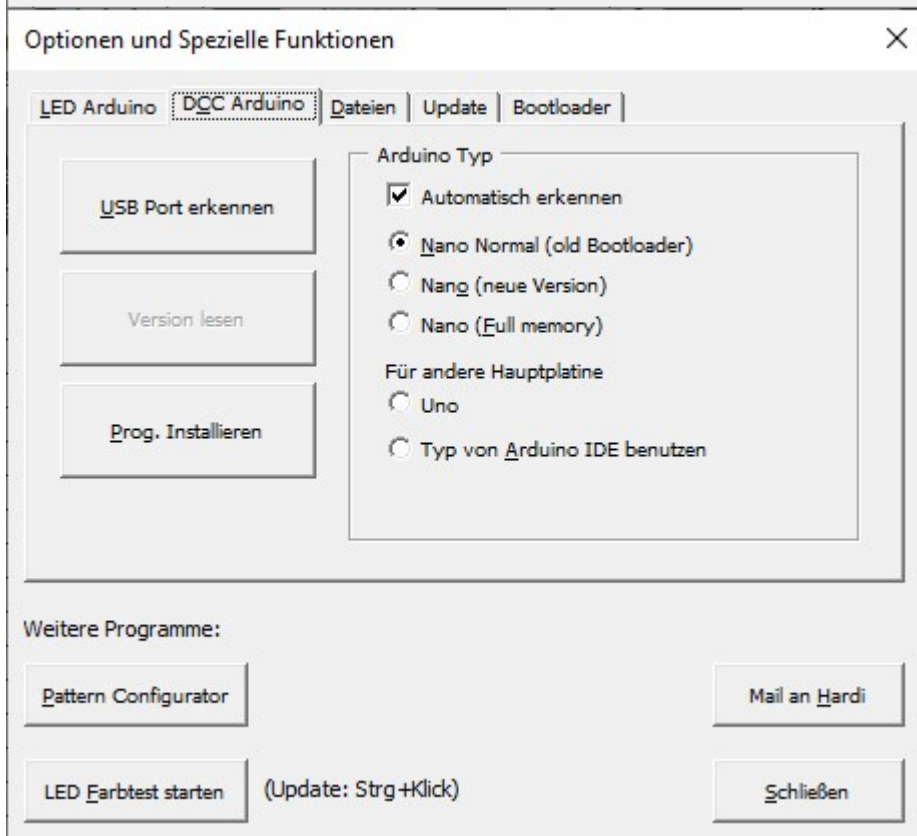 Optionen und Spezielle Funktionen
LED Arduino
DCC Arduino
Dateien
Update
Bootloader
USB Port erkennen
Version lesen
Prog. Installieren
Arduino Typ
Automatisch erkennen
Nano Normal (old Bootloader)
Nano (neue Version)
Nano (Full memory)
Für andere Hauptplatine
Uno
Typ von Arduino IDE benutzen
Weitere Programme:
Pattern Configurator
Mail an Hardi
LED Farbtest starten
(Update: Strg+Klick)
Schließen